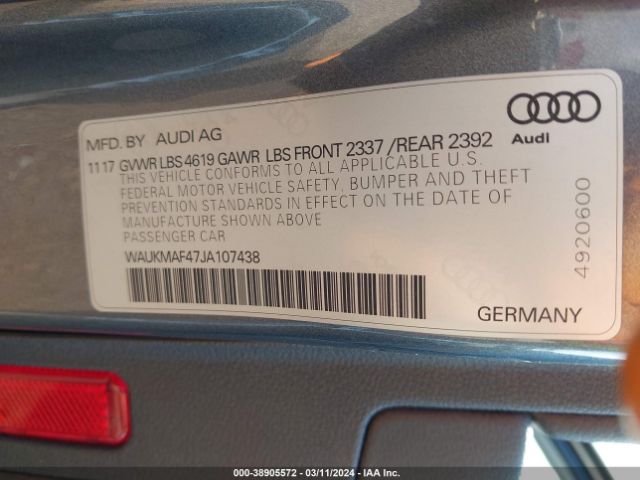 MFD. BY AUDI AG
Audi
11 17 GVWR LBS 4619 GAWR LBS FRONT 2337 /REAR 2392
THIS VEHICLE CONFORMS TO ALL APPLICABLE U.S.
FEDERAL MOTOR VEHICLE SAFETY, BUMPER AND THEFT
PREVENTION STANDARDS IN EFFECT ON THE DATE OF
MANUFACTURE SHOWN ABOVE
PASSENGER CAR
WAUKMAF47JA107438
4920600
GERMANY
000-38905572 - 03/11/2024 - IAA Inc.